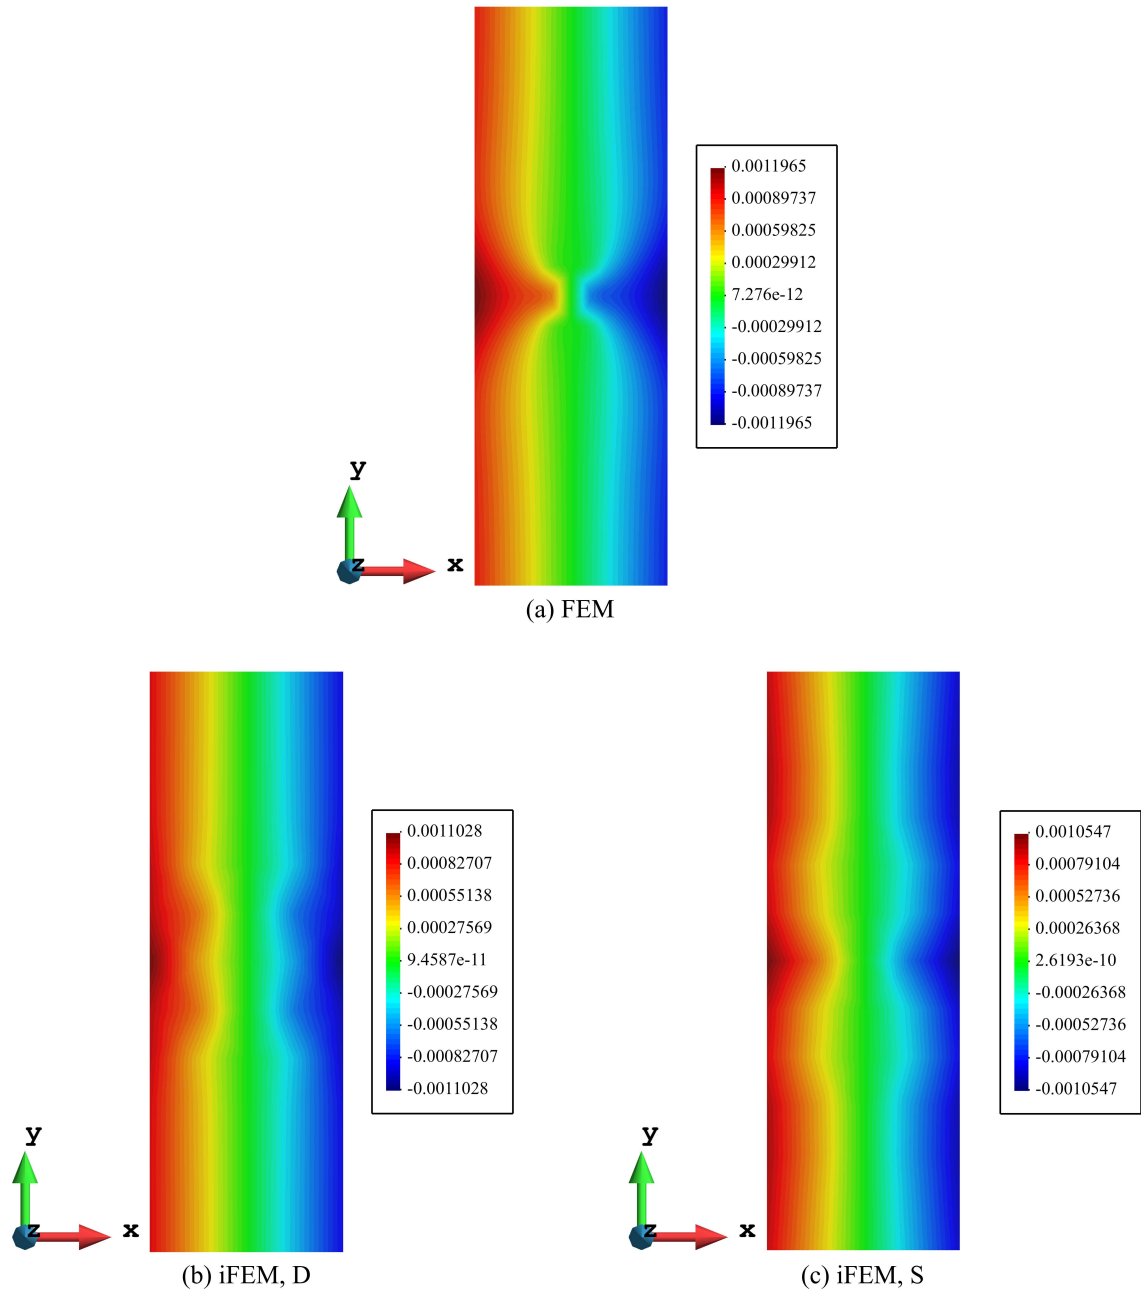 0.0011965
0.00089737
0.00059825
0.00029912
7.276e-12
-0.00029912
-0.00059825
-0.00089737
-0.0011965
y
z
x
(a) FEM
0.0011028
0.00082707
0.00055138
0.00027569
9.4587e-11
-0.00027569
-0.00055138
-0.00082707
-0.0011028
y
z
x
(b) iFEM, D
0.0010547
0.00079104
0.00052736
0.00026368
2.6193e-10
-0.00026368
-0.00052736
-0.00079104
-0.0010547
y
z
x
(c) iFEM, S